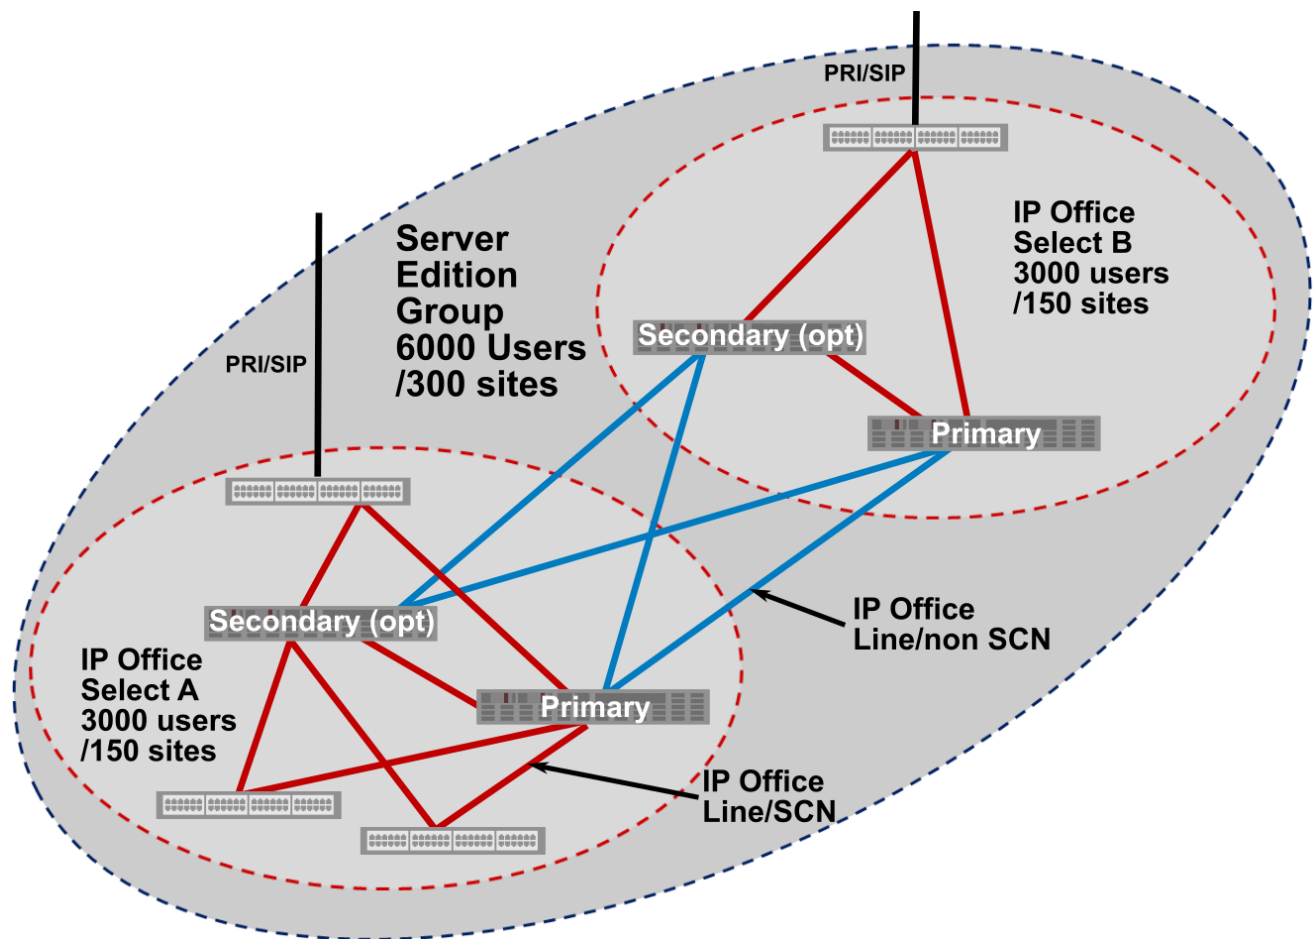 PRI/SIP
IP Office
Select B
3000 users
/150 sites
Server
Edition
Group
6000 Users
/300 sites
Secondary (opt)
PRI/SIP
Primary
IP Office
Line/non SCN
Secondary (opt)
IP Office
Select A
3000 users
/150 sites
Primary
IP Office
Line/SCN